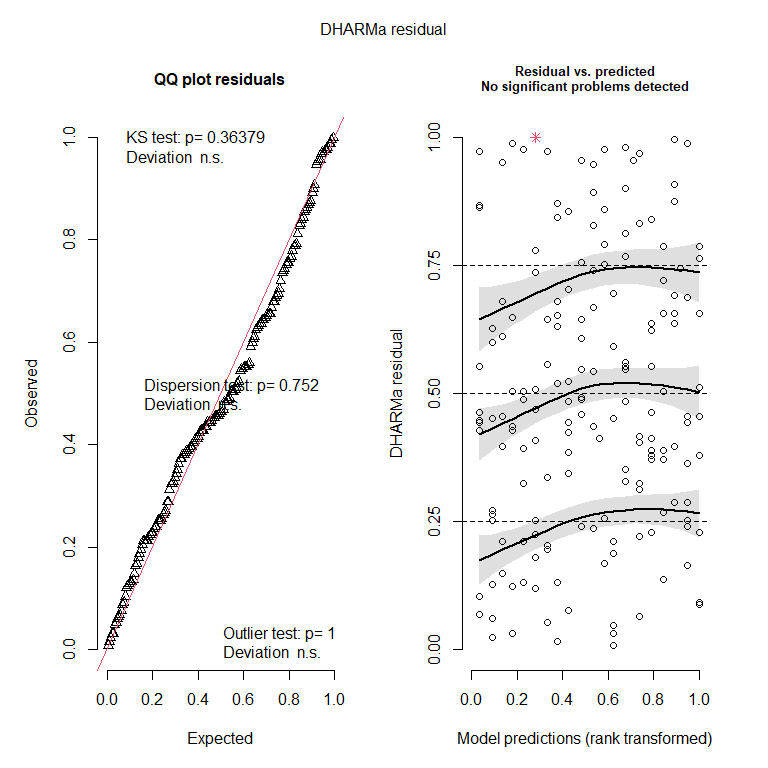 DHARMa residual
QQ plot residuals
KS test: p= 0.36379
Deviation n.s.
Dispersion test: p= 0.752
Deviation n.s.
Outlier test: p= 1
Deviation n.s.
Observed
0.0
0.2
0.4
0.6
0.8
1.0
0.0
0.2
0.4
0.6
0.8
1.0
Expected
Residual vs. predicted
No significant problems detected
DHARMa residual
0.00
0.25
0.50
0.75
1.00
0.0
0.2
0.4
0.6
0.8
1.0
Model predictions (rank transformed)